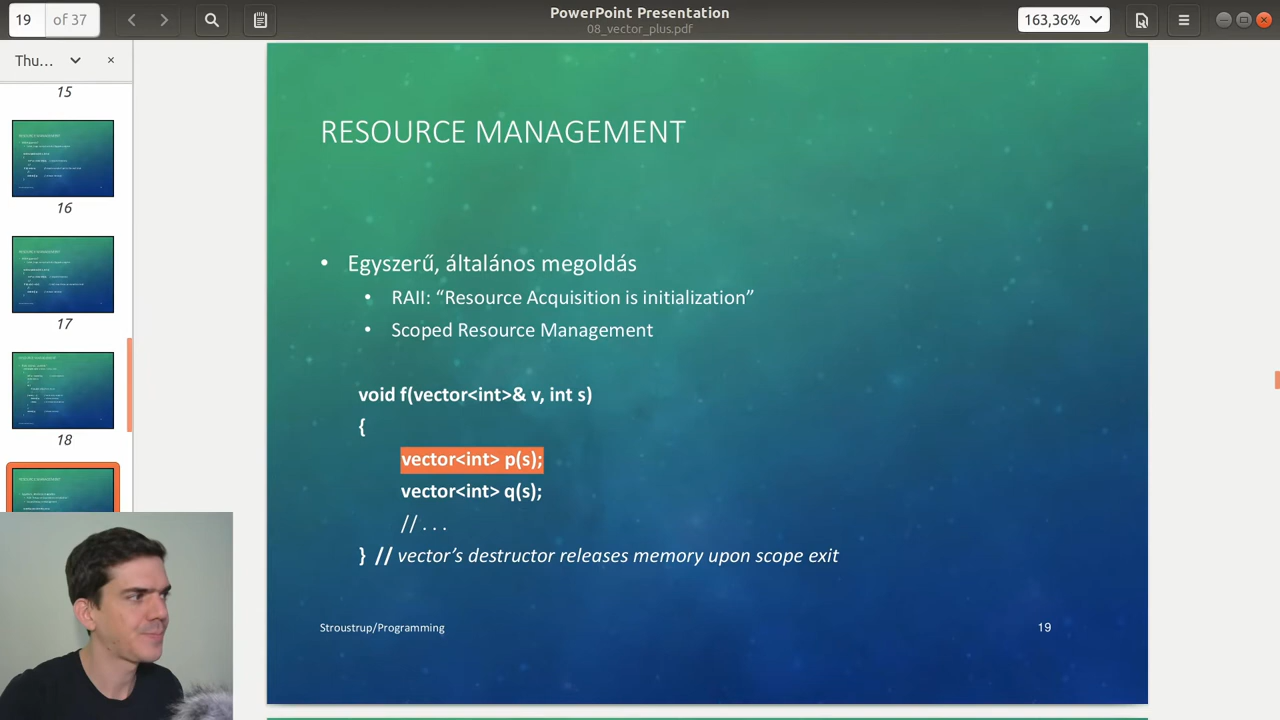 19 of 37
PowerPoint Presentation
08_vector_plus.pdf
163,36%
Thu...
15
16
17
18
RESOURCE MANAGEMENT
• Egyszerű, általános megoldás
• RAII: “Resource Acquisition is initialization”
• Scoped Resource Management
void f(vector<int>& v, int s)
{
vector<int> p(s);
vector<int> q(s);
// . . .
} // vector’s destructor releases memory upon scope exit
Stroustrup/Programming
19